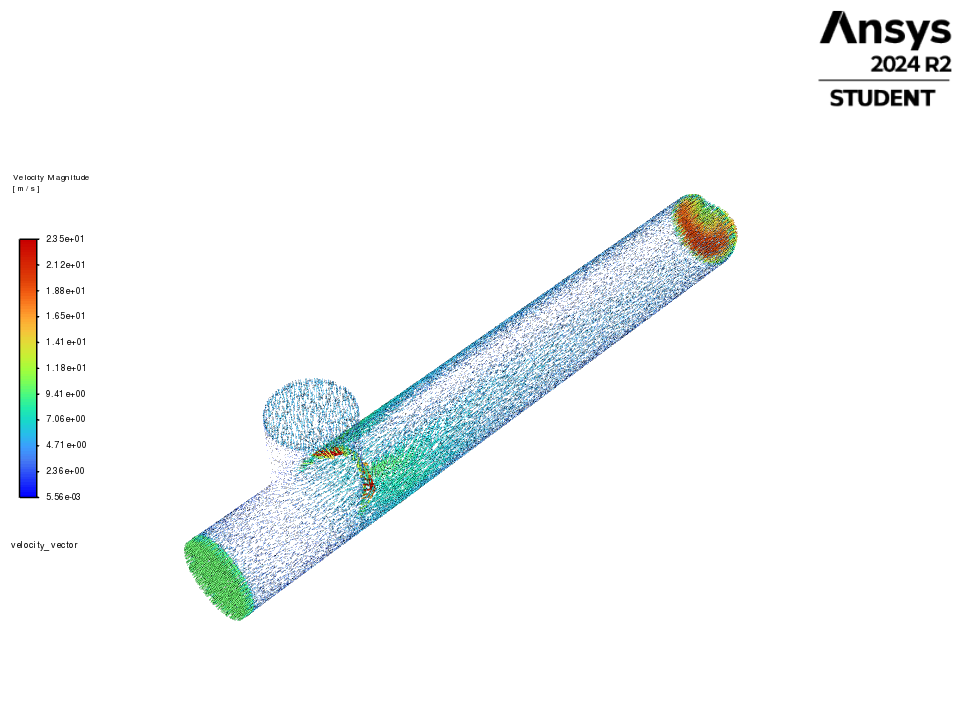 Ansys
2024 R2
STUDENT
Velocity Magnitude
[ m / s ]
2.35e+01
2.12e+01
1.88e+01
1.65e+01
1.41e+01
1.18e+01
9.41e+00
7.06e+00
4.71e+00
2.36e+00
5.56e-03
velocity_vector